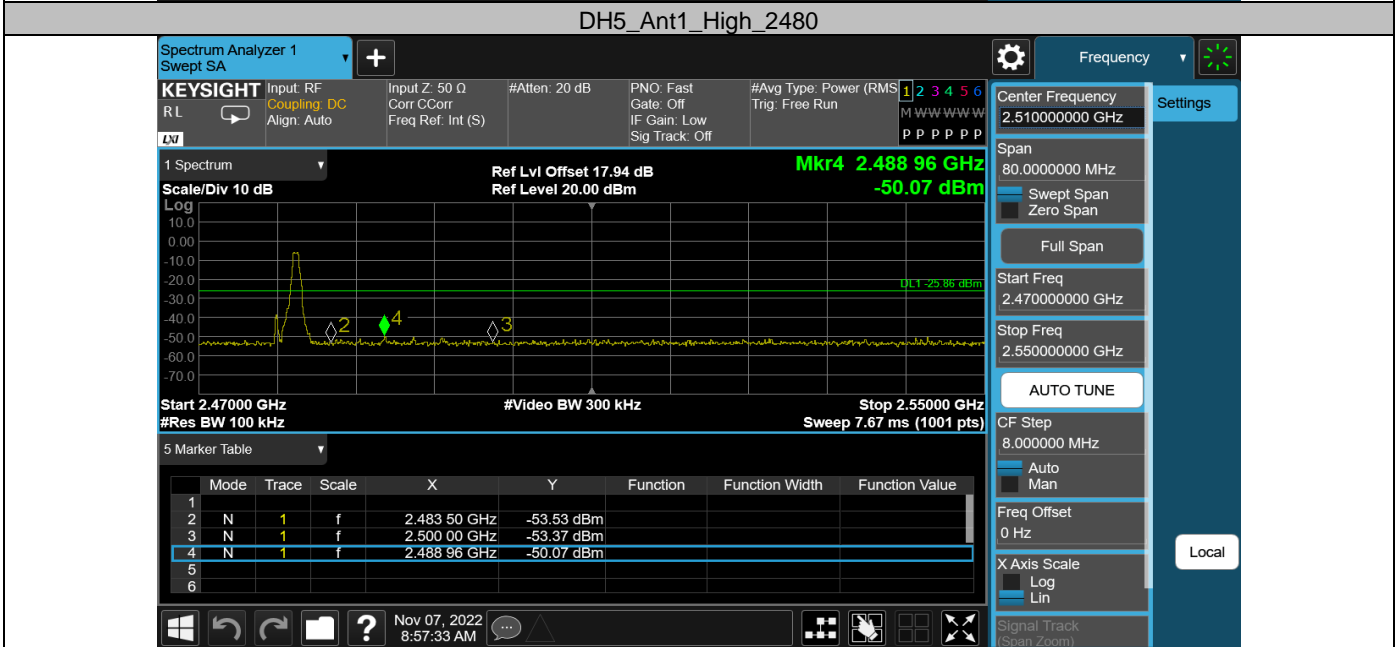 DH5_Ant1_High_2480
Spectrum Analyzer 1
Swept SA
Frequency
KEYSIGHT
RL
LXI
Input: RF
Coupling: DC
Align: Auto
Input Z: 50 Ω
Corr CCorr
Freq Ref: Int (S)
#Atten: 20 dB
PNO: Fast
Gate: Off
IF Gain: Low
Sig Track: Off
#Avg Type: Power (RMS
Trig: Free Run
1 2 3 4 5 6
M W W W W W
P P P P P P
1 Spectrum
Scale/Div 10 dB
Ref Lvl Offset 17.94 dB
Ref Level 20.00 dBm
Mkr4 2.488 96 GHz
-50.07 dBm
Log
10.0
0.00
-10.0
-20.0
-30.0
-40.0
-50.0
-60.0
-70.0
DL1 -25.86 dBm
2
4
3
Start 2.47000 GHz
#Res BW 100 kHz
#Video BW 300 kHz
Stop 2.55000 GHz
Sweep 7.67 ms (1001 pts)
5 Marker Table
Mode Trace Scale X Y Function Function Width Function Value
1
2 N 1 f 2.483 50 GHz -53.53 dBm
3 N 1 f 2.500 00 GHz -53.37 dBm
4 N 1 f 2.488 96 GHz -50.07 dBm
5
6
Nov 07, 2022
8:57:33 AM
Center Frequency
2.510000000 GHz
Settings
Span
80.0000000 MHz
Swept Span
Zero Span
Full Span
Start Freq
2.470000000 GHz
Stop Freq
2.550000000 GHz
AUTO TUNE
CF Step
8.000000 MHz
Auto
Man
Freq Offset
0 Hz
Local
X Axis Scale
Log
Lin
Signal Track
(Span Zoom)